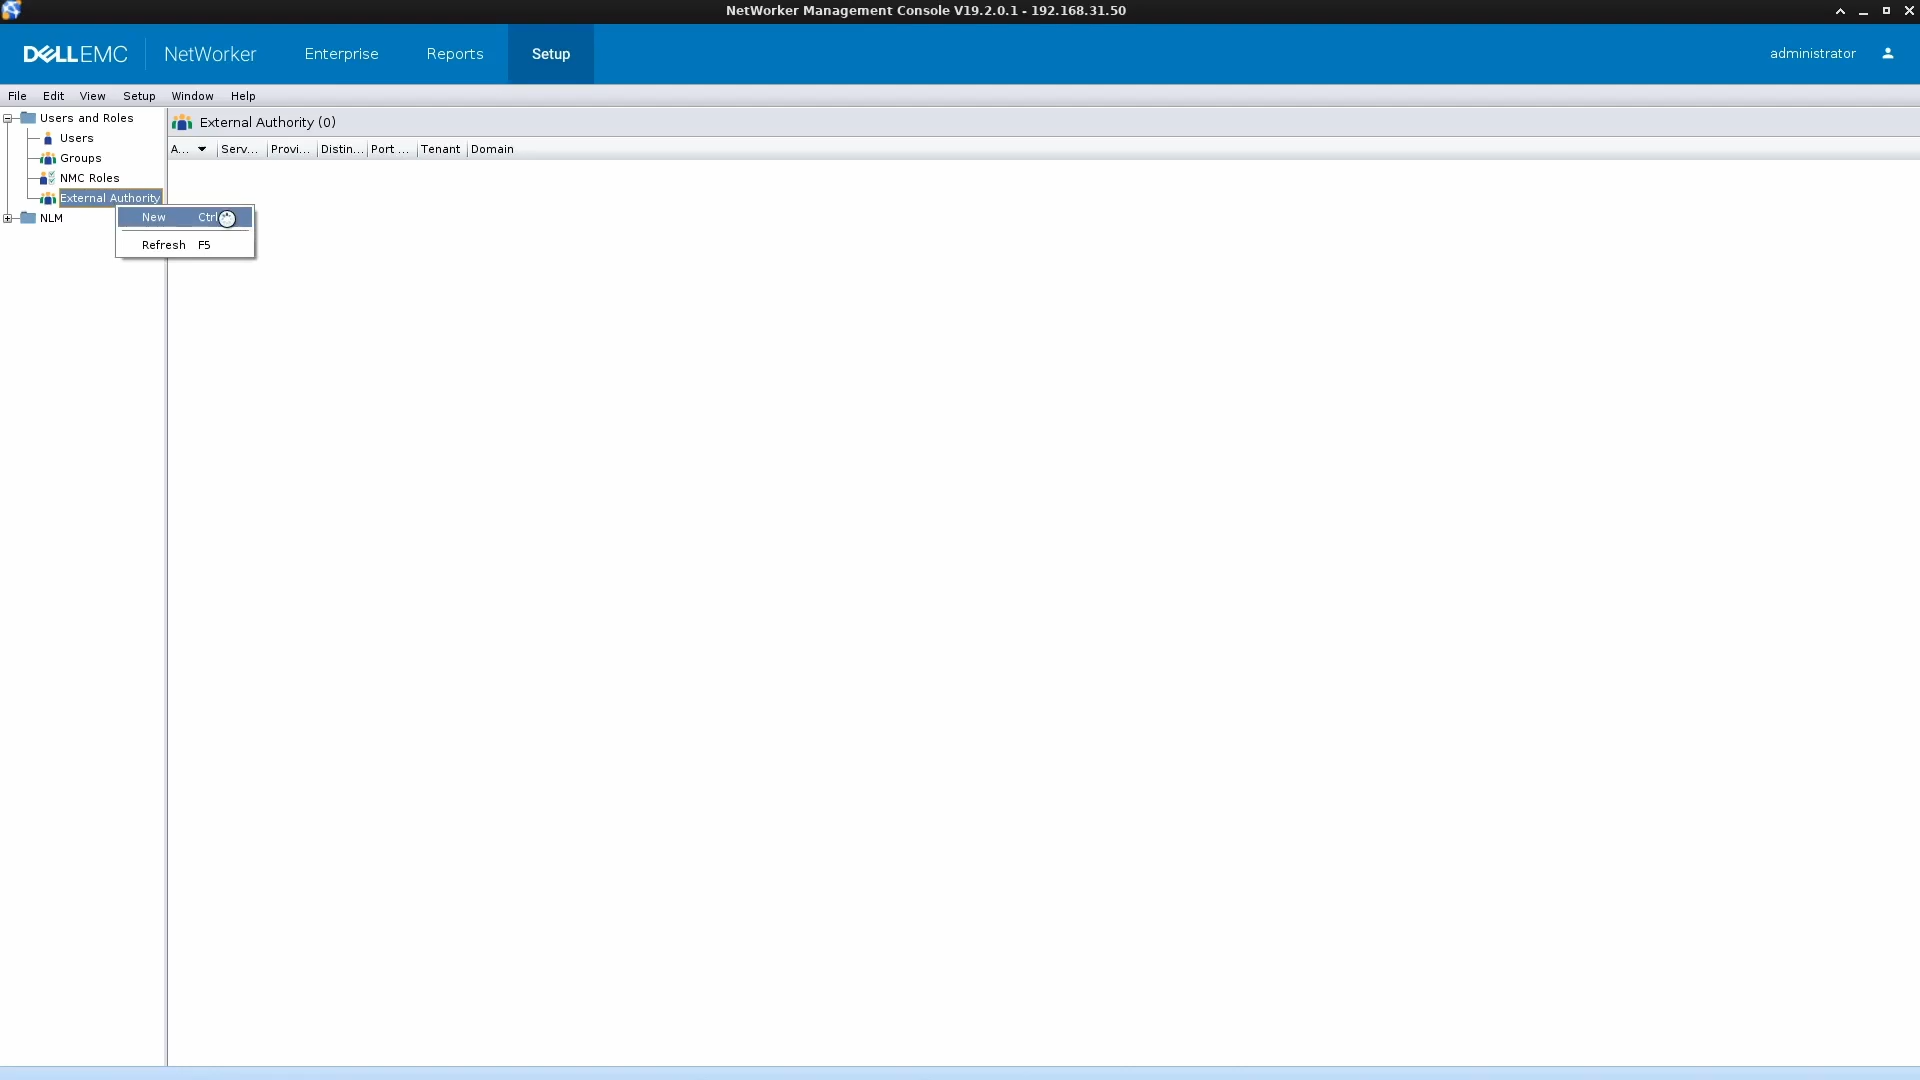 NetWorker Management Console V19.2.0.1 - 192.168.31.50
DELLEMC NetWorker Enterprise Reports Setup administrator
File Edit View Setup Window Help
Users and Roles
Users
Groups
NMC Roles
External Authority
NLM
New Ctrl
Refresh F5
External Authority (0)
A... Serv... Provi... Distin... Port ... Tenant Domain